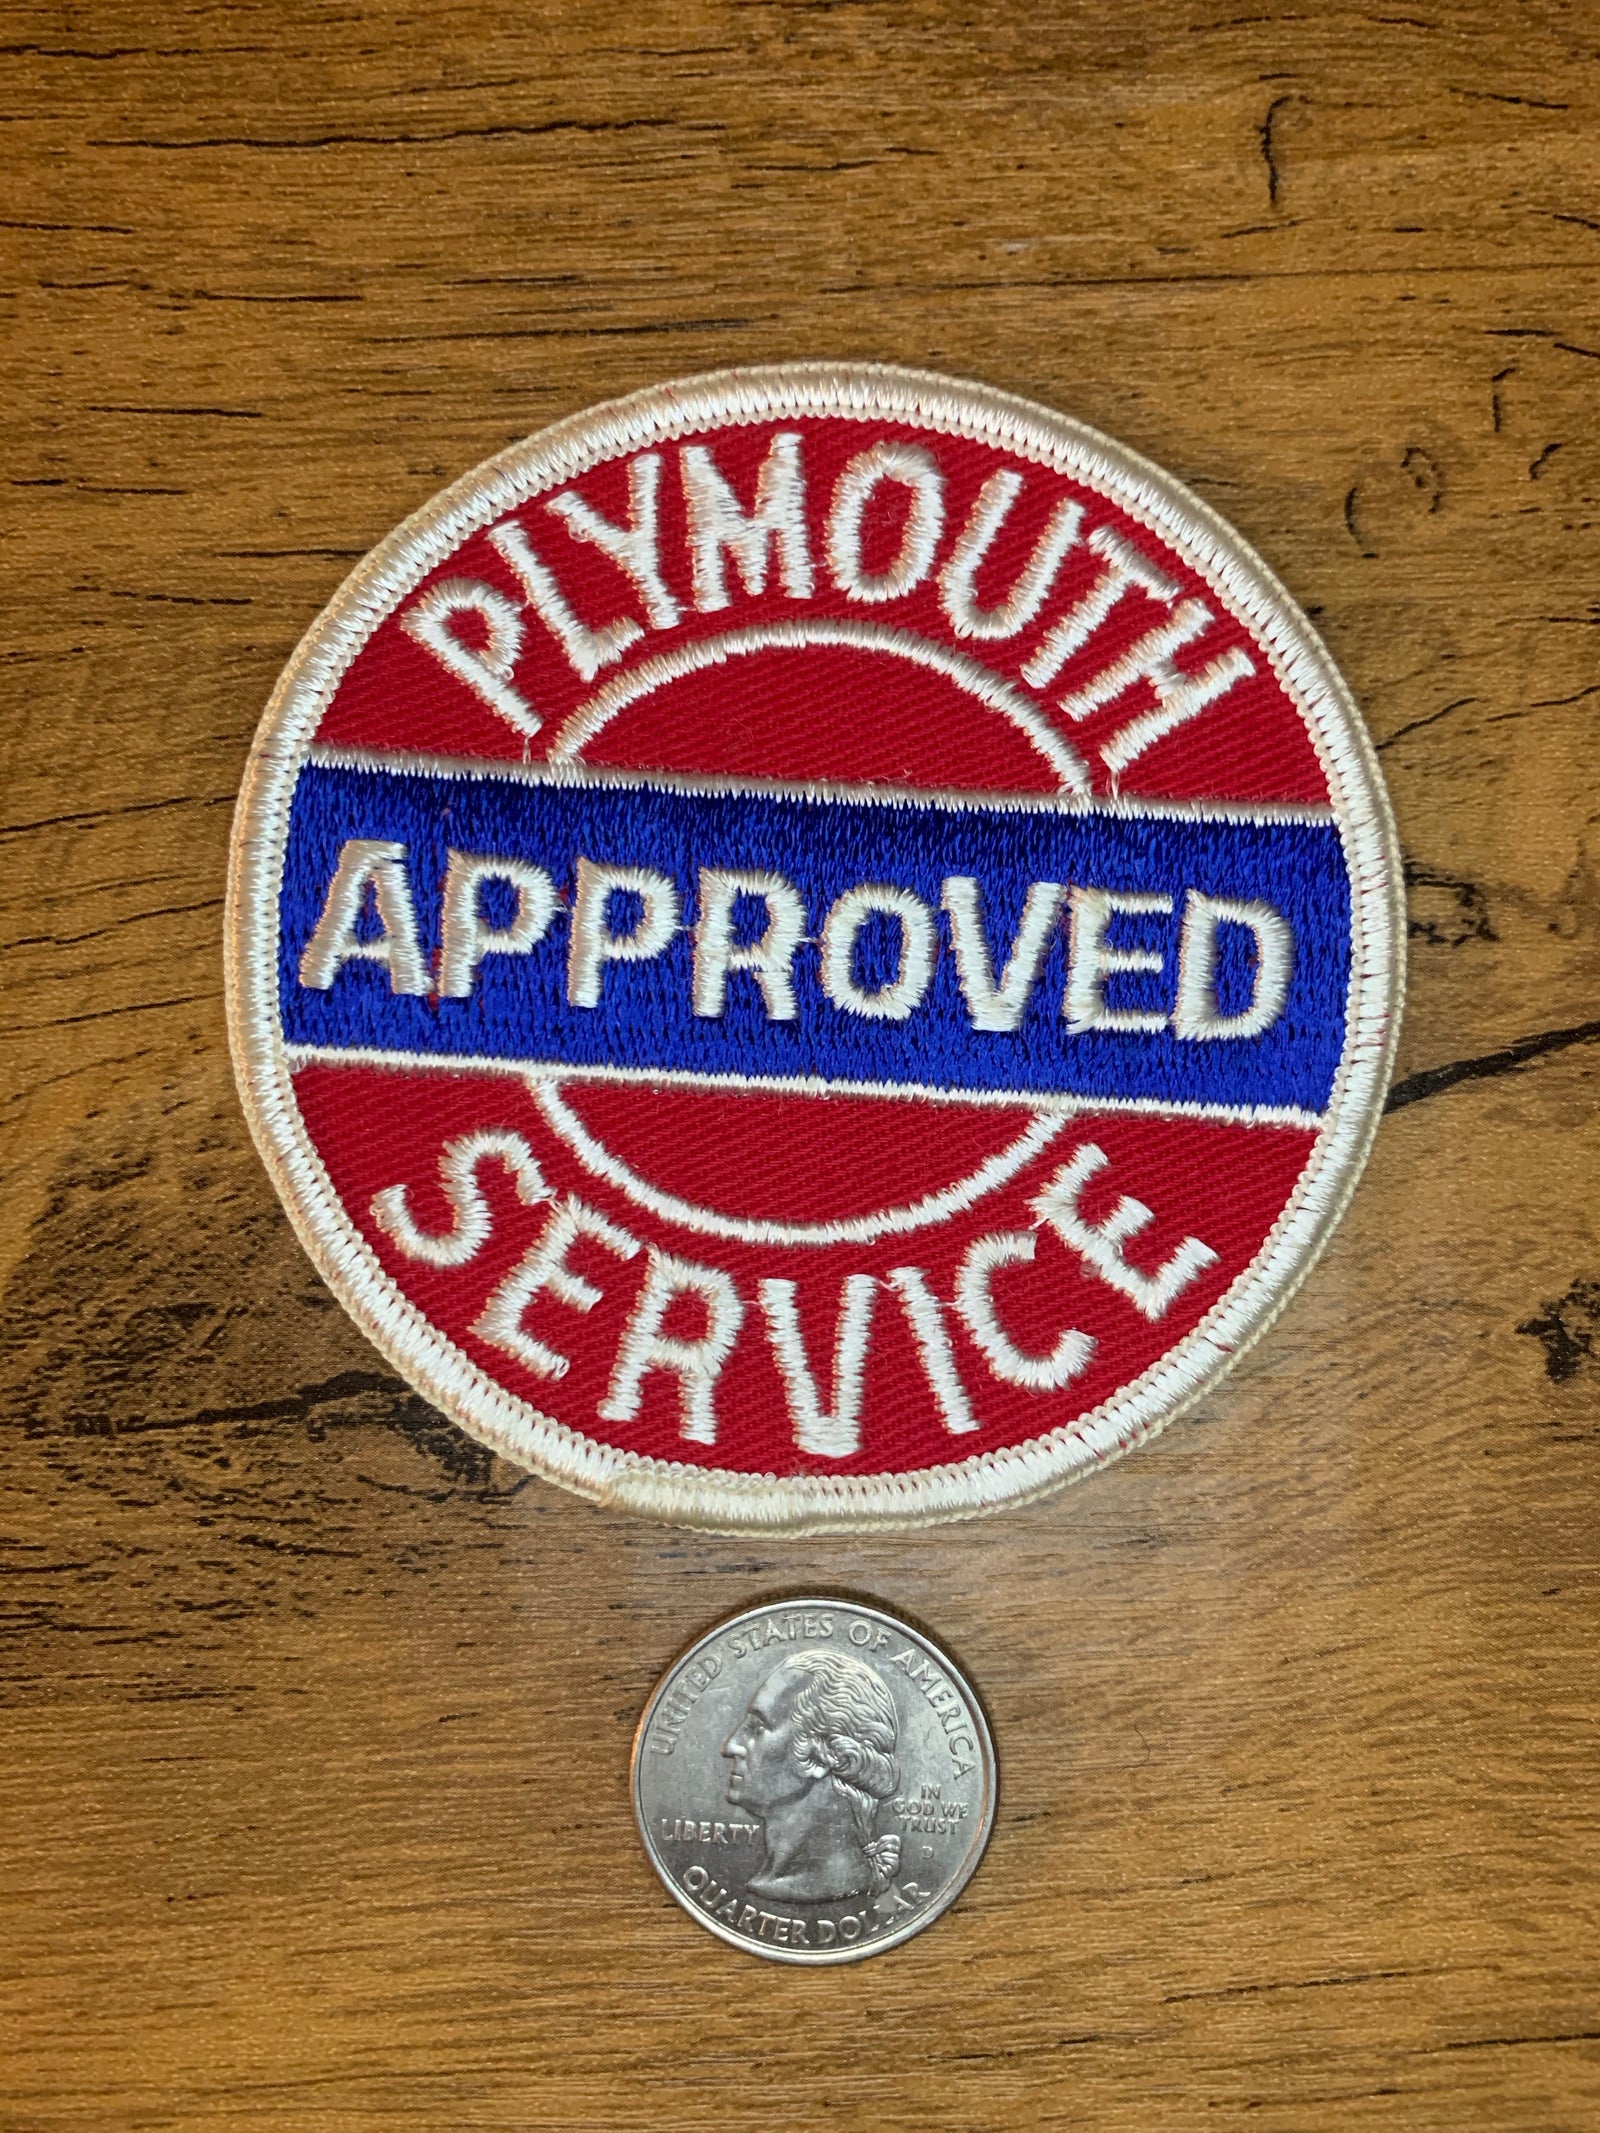 PLYMOUTH
APPROVED
SERVICE
UNITED STATES OF AMERICA
LIBERTY
IN
GOD WE
TRUST
D
QUARTER DOLLAR